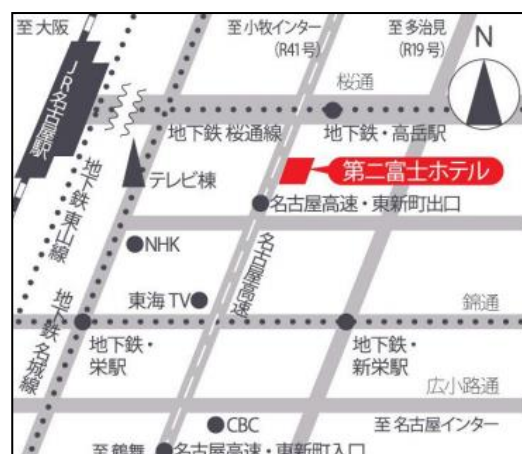 至大阪
至小牧インター
(R41号)
至多治見
(R19号)
N
JR名古屋駅
桜通
地下鉄 桜通線
地下鉄・高岳駅
テレビ棟
第二富士ホテル
地下鉄 東山線
名古屋高速・東新町出口
NHK
名古屋高速
東海TV
錦通
地下鉄 名城線
地下鉄・
栄駅
地下鉄・
新栄駅
広小路通
CBC
至名古屋インター
至鶴舞
名古屋高速・東新町入口